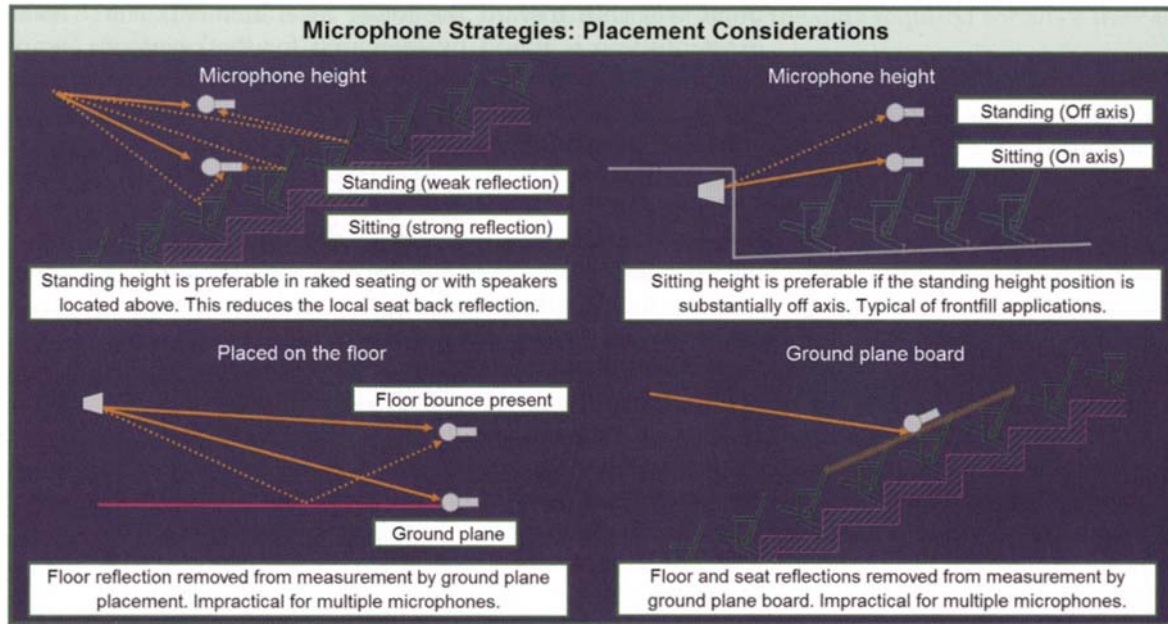 Microphone Strategies: Placement Considerations
Microphone height
Standing (weak reflection)
Sitting (strong reflection)
Standing height is preferable in raked seating or with speakers
located above. This reduces the local seat back reflection.
Microphone height
Standing (Off axis)
Sitting (On axis)
Sitting height is preferable if the standing height position is
substantially off axis. Typical of frontfill applications.
Placed on the floor
Floor bounce present
Ground plane
Floor reflection removed from measurement by ground plane
placement. Impractical for multiple microphones.
Ground plane board
Floor and seat reflections removed from measurement by
ground plane board. Impractical for multiple microphones.